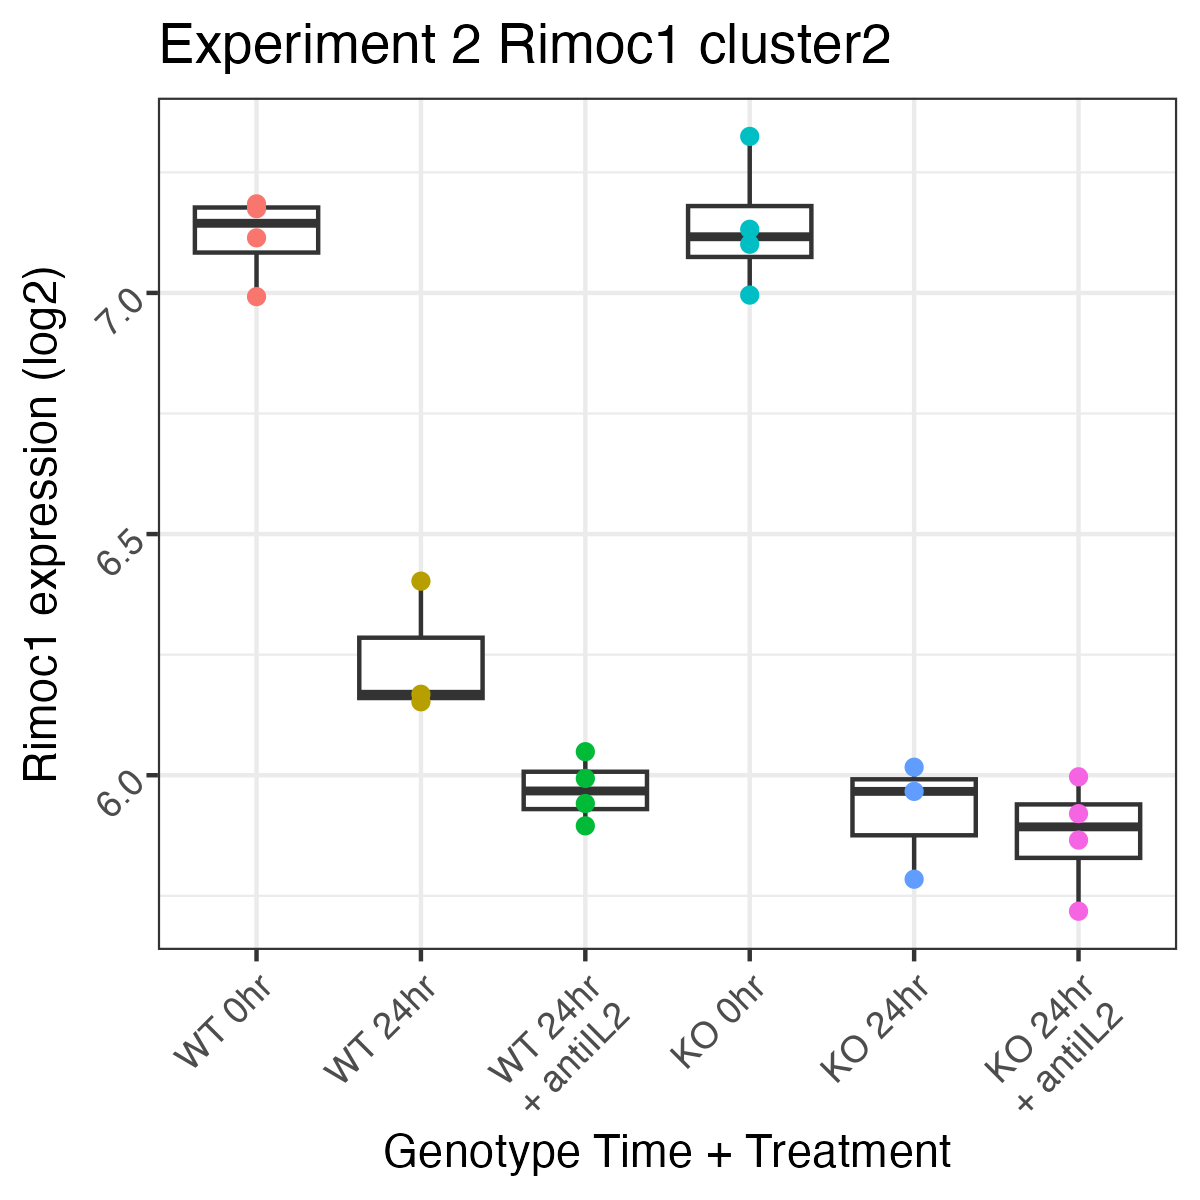 Experiment 2 Rimoc1 cluster2
Rimoc1 expression (log2)
7.0
6.5
6.0
WT 0hr
WT 24hr
WT 24hr
+ antiIL2
KO 0hr
KO 24hr
KO 24hr
+ antiIL2
Genotype Time + Treatment